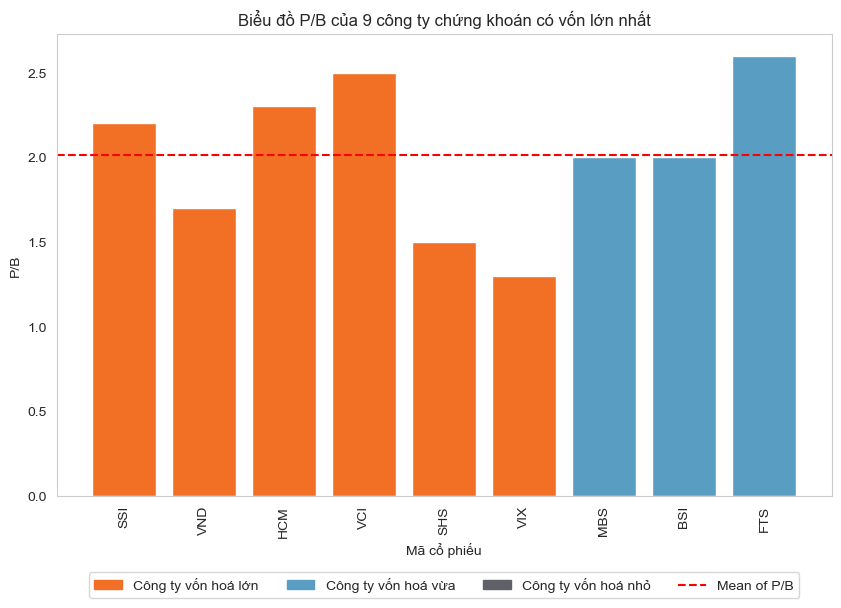 Biểu đồ P/B của 9 công ty chứng khoán có vốn lớn nhất
2.5
2.0
1.5
1.0
0.5
0.0
P/B
SSI
VND
HCM
VCI
SHS
VIX
MBS
BSI
FTS
Mã cổ phiếu
Công ty vốn hoá lớn
Công ty vốn hoá vừa
Công ty vốn hoá nhỏ
Mean of P/B